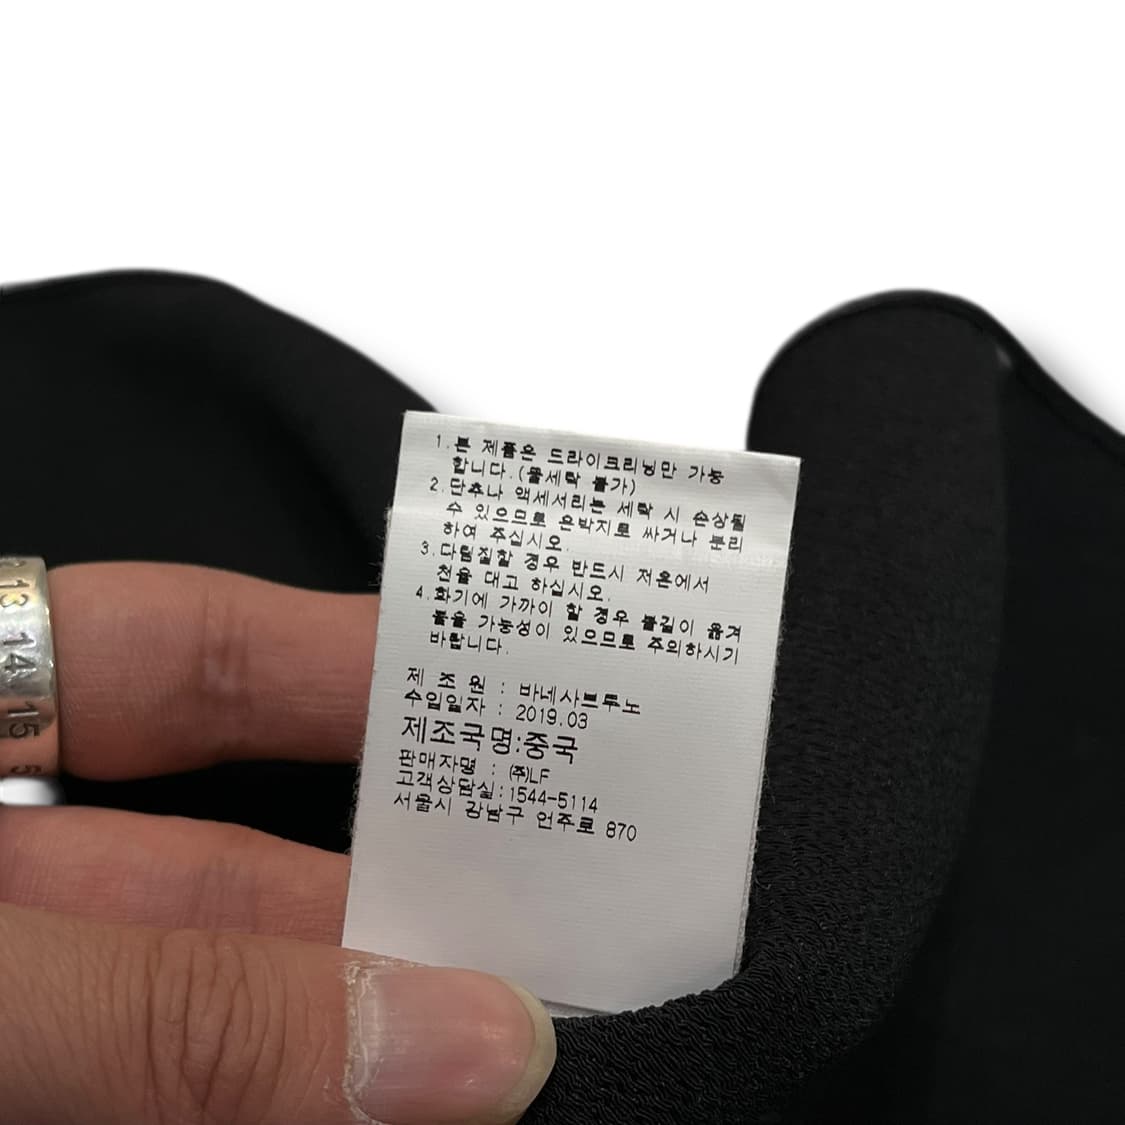 1. 본 제품은 드라이크리닝만 가능
합니다.(물세탁 불가)
2. 단추나 액세서리는 세탁 시 손상될
수 있으므로 은박지로 싸거나 분리
하여 주십시오.
3. 다림질할 경우 반드시 저온에서
천을 대고 하십시오.
4. 화기에 가까이 할 경우 불길이 옮겨
붙을 가능성이 있으므로 주의하시기
바랍니다.
제 조 원 : 바네사브루노
수입일자 : 2019.03
제조국명:중국
판매자명 : (주)LF
고객상담실:1544-5114
서울시 강남구 언주로 870
13 14 15